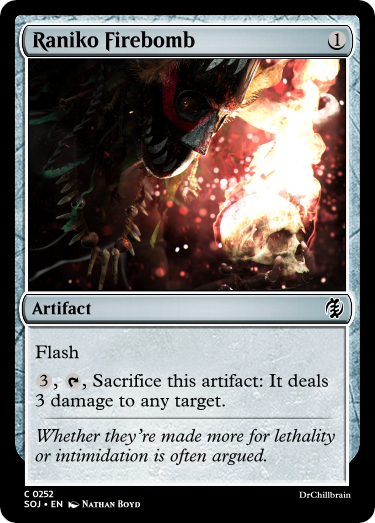 Raniko Firebomb 1
Artifact
Flash
3, , Sacrifice this artifact: It deals
3 damage to any target.
Whether they're made more for lethality
or intimidation is often argued.
C 0252
SOJ • EN Nathan Boyd
DrChillbrain